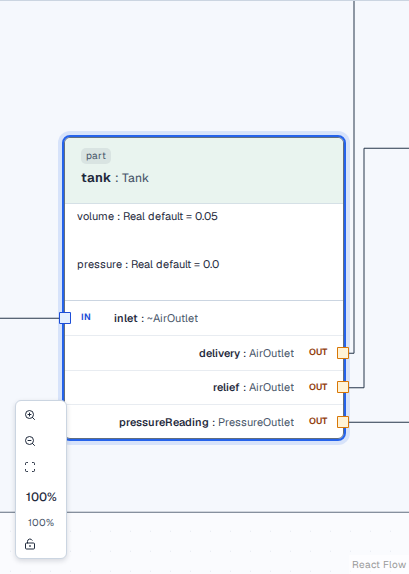 part
tank : Tank
volume : Real default = 0.05
pressure : Real default = 0.0
IN inlet : ~AirOutlet
delivery : AirOutlet OUT
relief : AirOutlet OUT
pressureReading : PressureOutlet OUT
100%
100%
React Flow